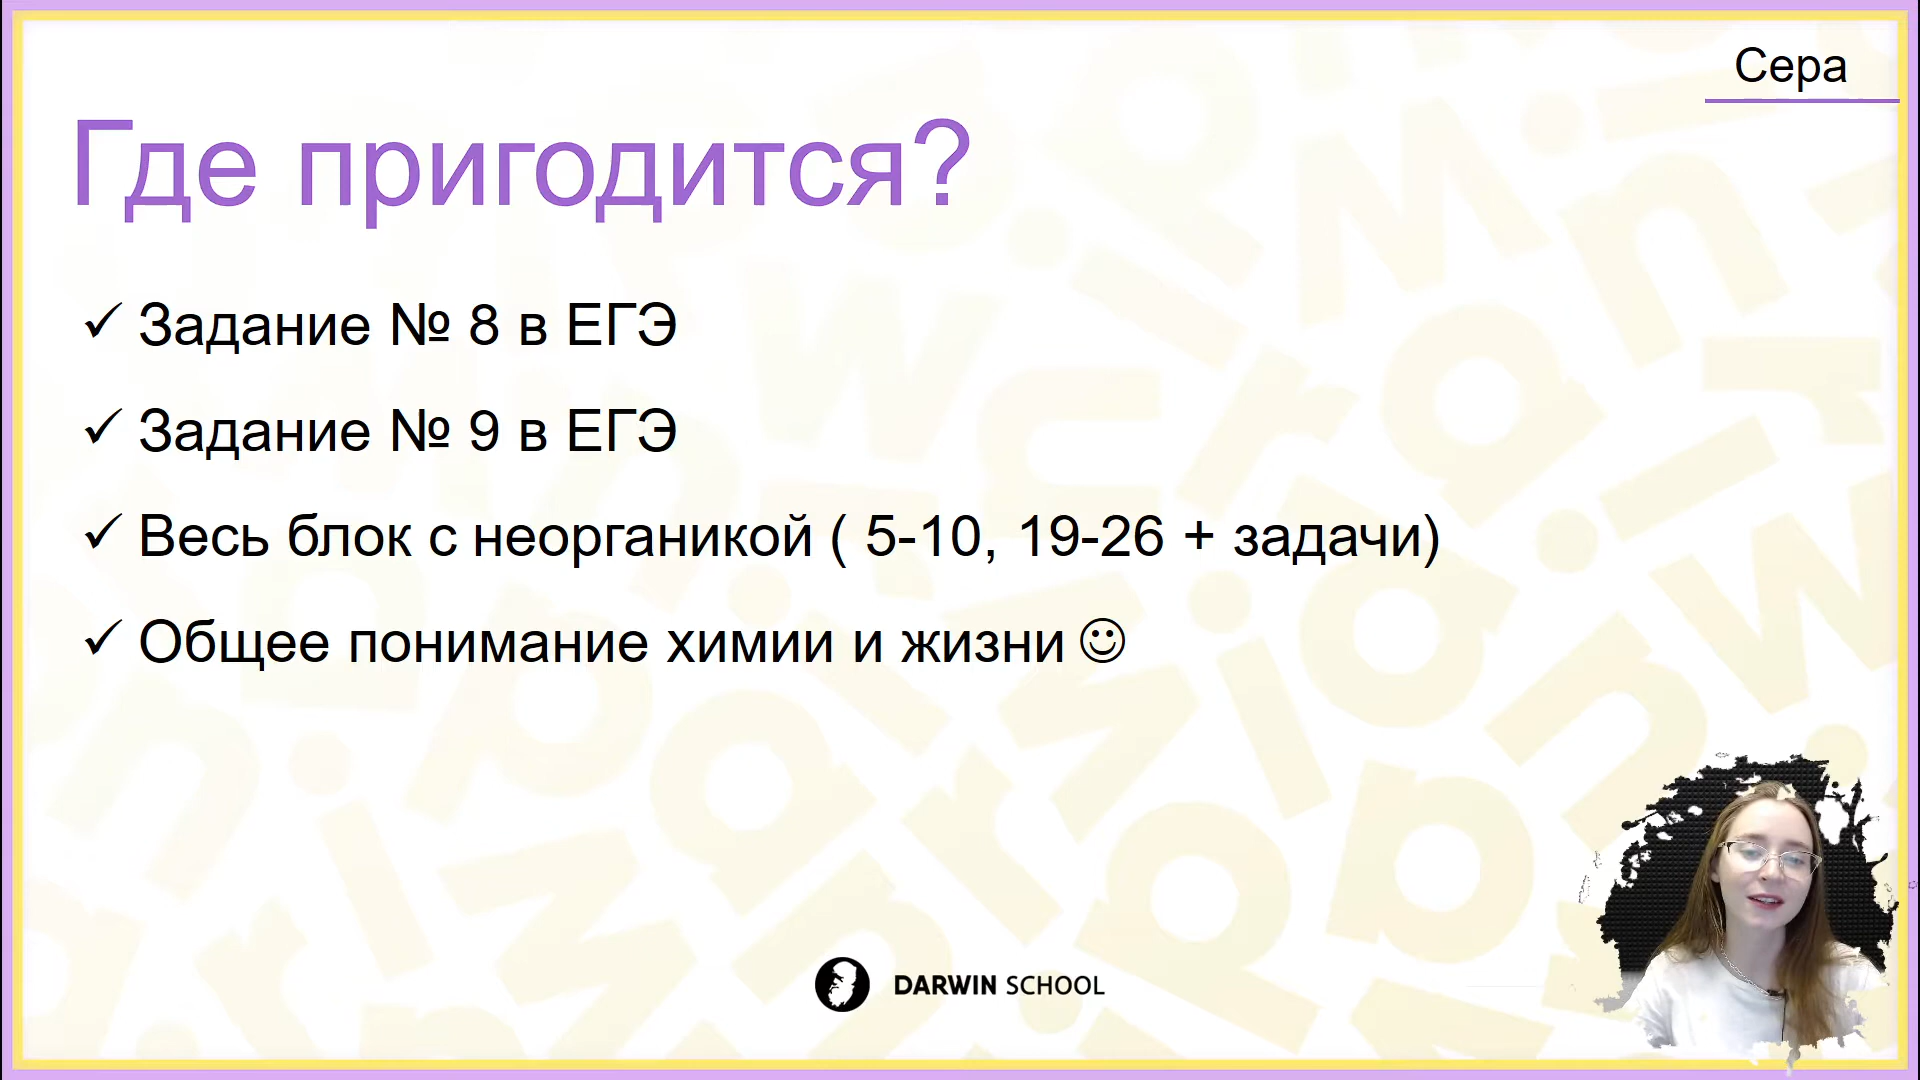 Сера
Где пригодится?
✓ Задание № 8 в ЕГЭ
✓ Задание № 9 в ЕГЭ
✓ Весь блок с неорганикой ( 5-10, 19-26 + задачи)
✓ Общее понимание химии и жизни ☺
DARWIN SCHOOL